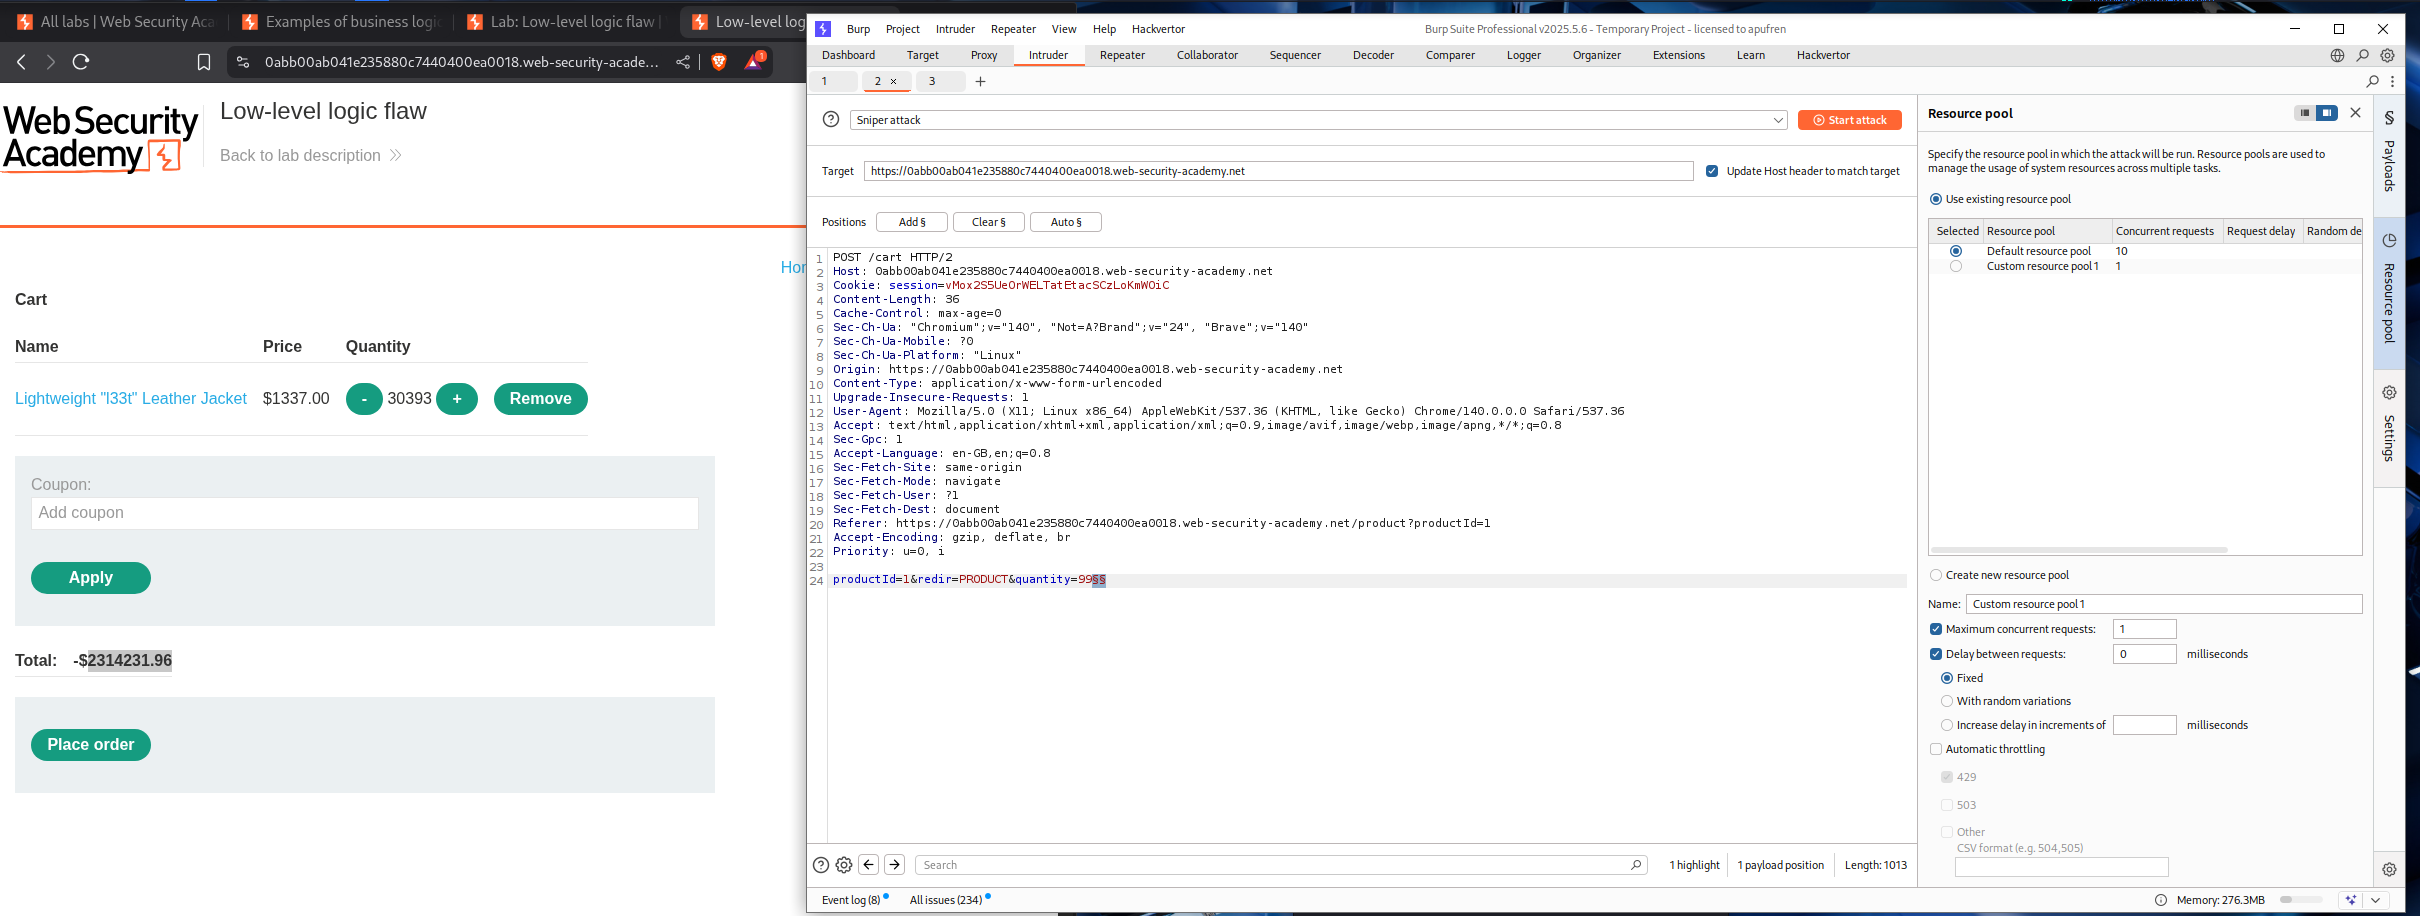 All labs | Web Security Aca
Examples of business logic
Lab: Low-level logic flaw |
Low-level log
0abb00ab041e235880c7440400ea0018.web-security-acade...
1
Web Security
Academy
Low-level logic flaw
Back to lab description
Hor
Cart
Name Price Quantity
Lightweight "l33t" Leather Jacket $1337.00 - 30393 + Remove
Coupon:
Add coupon
Apply
Total: -$2314231.96
Place order
Burp Project Intruder Repeater View Help Hackvertor
Burp Suite Professional v2025.5.6 - Temporary Project - licensed to apufren
Dashboard Target Proxy Intruder Repeater Collaborator Sequencer Decoder Comparer Logger Organizer Extensions Learn Hackvertor
1 2 × 3 +
Sniper attack
Start attack
Target https://0abb00ab041e235880c7440400ea0018.web-security-academy.net Update Host header to match target
Positions Add § Clear § Auto §
1 POST /cart HTTP/2
2 Host: 0abb00ab041e235880c7440400ea0018.web-security-academy.net
3 Cookie: session=vMox2S5UeOrWELTatEtacSCzLoKmWOiC
4 Content-Length: 36
5 Cache-Control: max-age=0
6 Sec-Ch-Ua: "Chromium";v="140", "Not=A?Brand";v="24", "Brave";v="140"
7 Sec-Ch-Ua-Mobile: ?0
8 Sec-Ch-Ua-Platform: "Linux"
9 Origin: https://0abb00ab041e235880c7440400ea0018.web-security-academy.net
10 Content-Type: application/x-www-form-urlencoded
11 Upgrade-Insecure-Requests: 1
12 User-Agent: Mozilla/5.0 (X11; Linux x86_64) AppleWebKit/537.36 (KHTML, like Gecko) Chrome/140.0.0.0 Safari/537.36
13 Accept: text/html,application/xhtml+xml,application/xml;q=0.9,image/avif,image/webp,image/apng,*/*;q=0.8
14 Sec-Gpc: 1
15 Accept-Language: en-GB,en;q=0.8
16 Sec-Fetch-Site: same-origin
17 Sec-Fetch-Mode: navigate
18 Sec-Fetch-User: ?1
19 Sec-Fetch-Dest: document
20 Referer: https://0abb00ab041e235880c7440400ea0018.web-security-academy.net/product?productId=1
21 Accept-Encoding: gzip, deflate, br
22 Priority: u=0, i
23
24 productId=1&redir=PRODUCT&quantity=99§§
Search
1 highlight 1 payload position Length: 1013
Event log (8) All issues (234)
Memory: 276.3MB
Resource pool
Specify the resource pool in which the attack will be run. Resource pools are used to
manage the usage of system resources across multiple tasks.
Use existing resource pool
Selected Resource pool Concurrent requests Request delay Random de
Default resource pool 10
Custom resource pool 1 1
Create new resource pool
Name: Custom resource pool 1
Maximum concurrent requests: 1
Delay between requests: 0 milliseconds
Fixed
With random variations
Increase delay in increments of milliseconds
Automatic throttling
429
503
Other
CSV format (e.g. 504,505)
§ Payloads
Resource pool
Settings